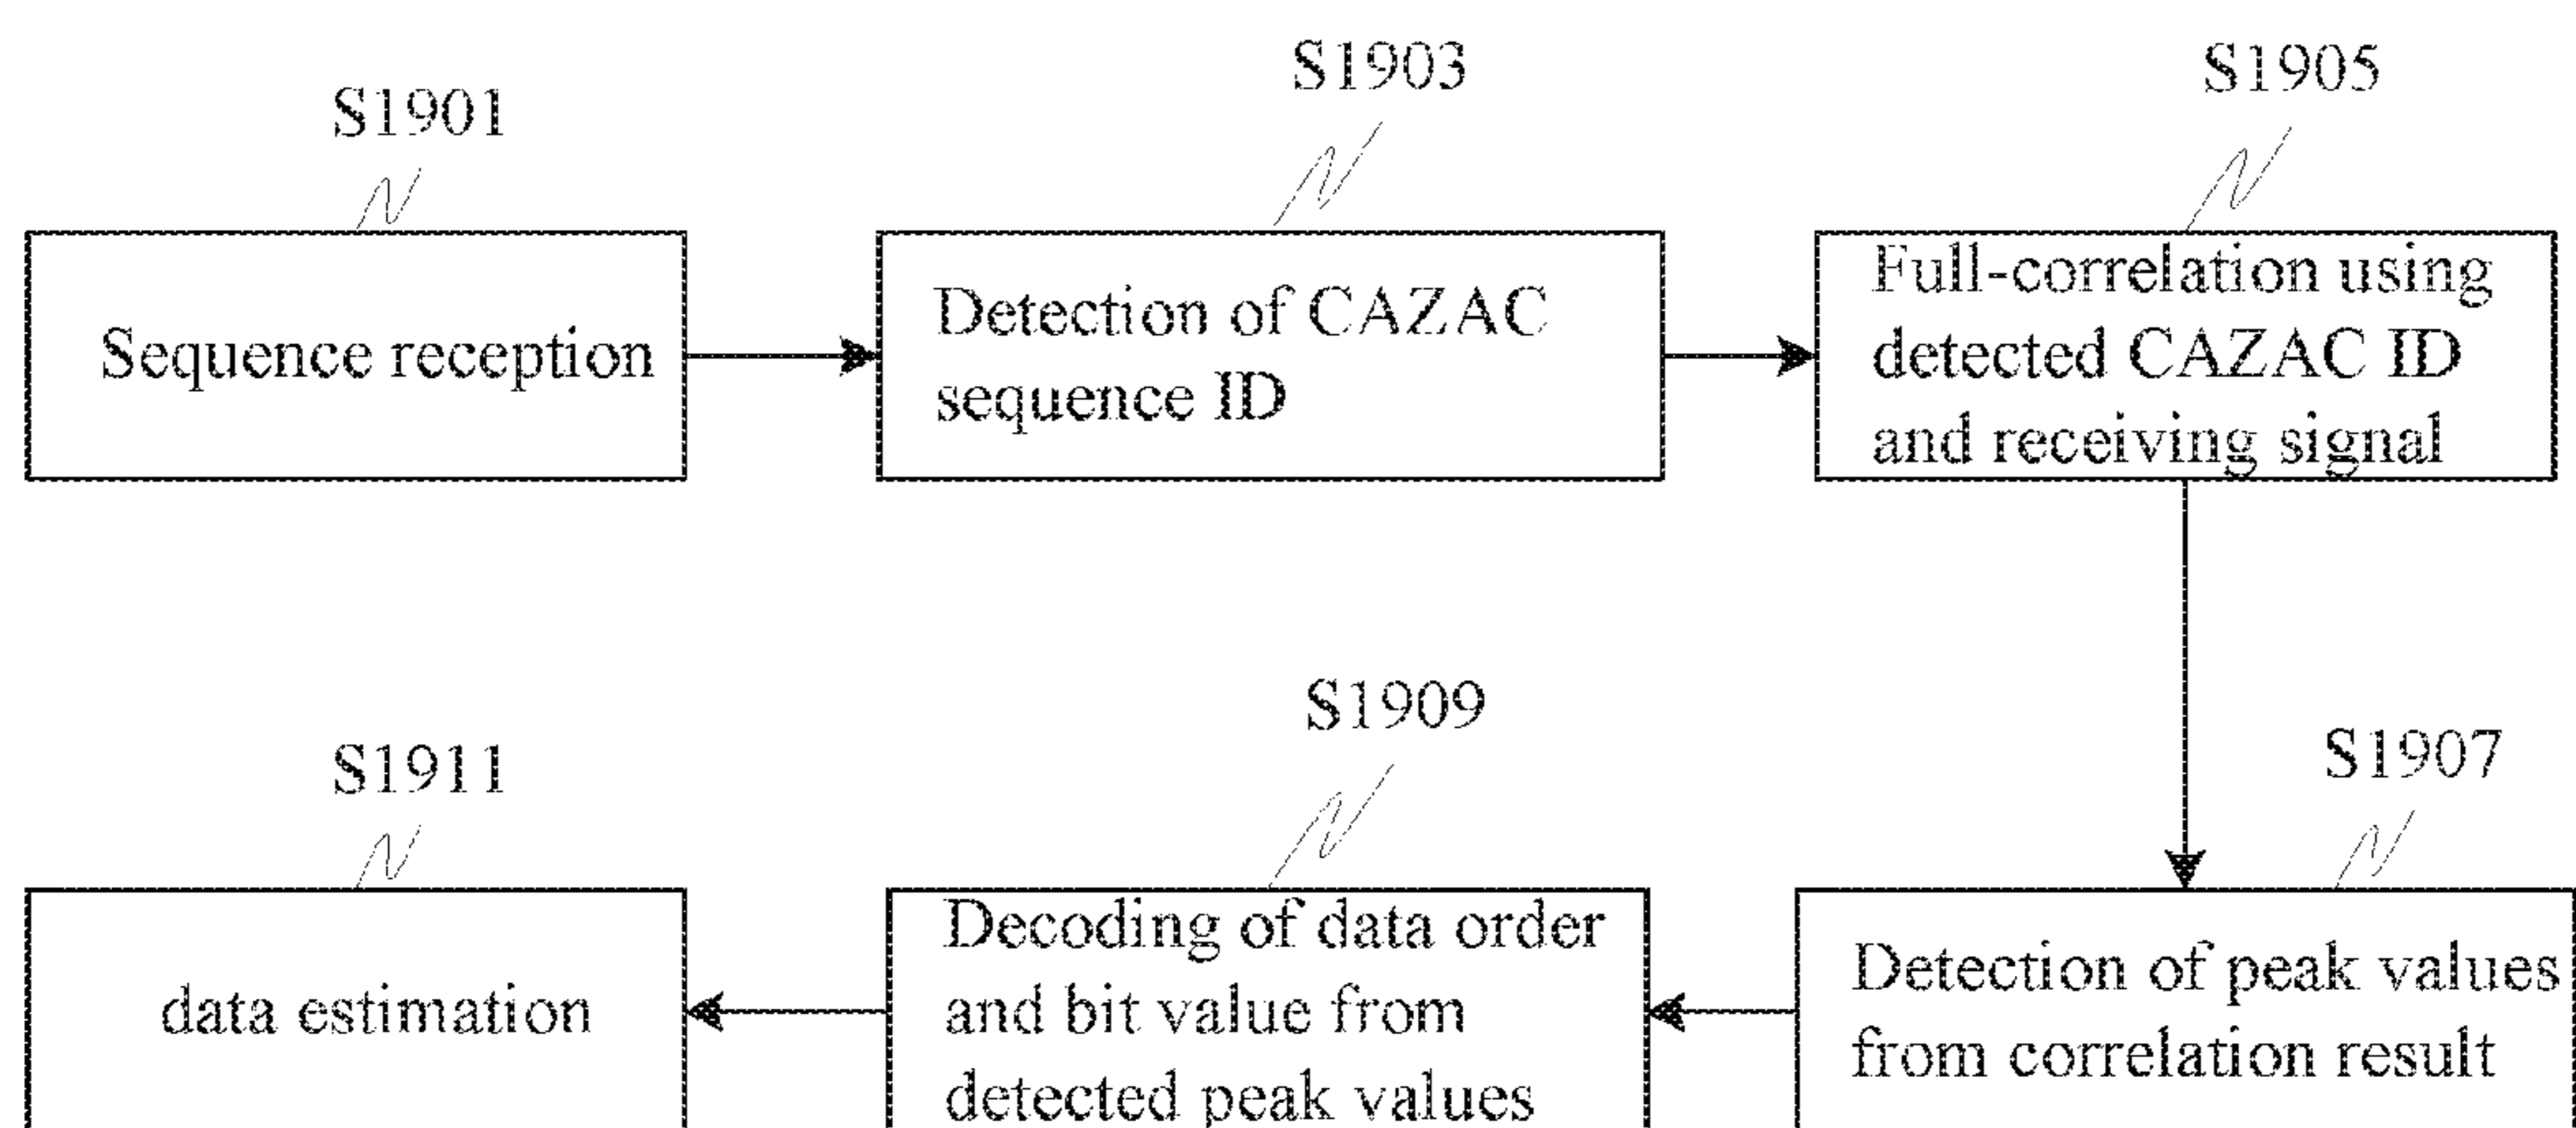 S1901
S1903
S1905
Sequence reception
Detection of CAZAC
sequence ID
Full-correlation using
detected CAZAC ID
and receiving signal
S1911
S1909
S1907
data estimation
Decoding of data order
and bit value from
detected peak values
Detection of peak values
from correlation result